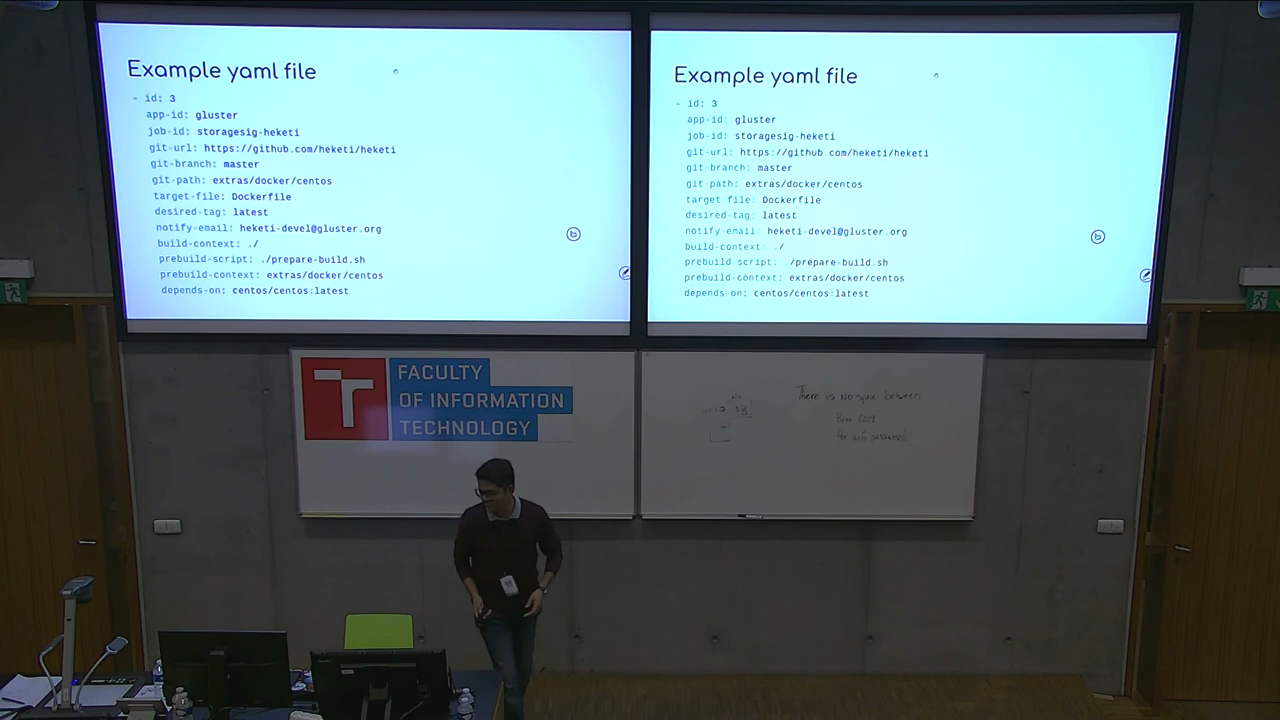 Example yaml file
- id: 3
app-id: gluster
job-id: storagesig-heketi
git-url: https://github.com/heketi/heketi
git-branch: master
git-path: extras/docker/centos
target-file: Dockerfile
desired-tag: latest
notify-email: heketi-devel@gluster.org
build-context: ./
prebuild-script: ./prepare-build.sh
prebuild-context: extras/docker/centos
depends-on: centos/centos:latest
Example yaml file
- id: 3
app-id: gluster
job-id: storagesig-heketi
git-url: https://github.com/heketi/heketi
git-branch: master
git-path: extras/docker/centos
target-file: Dockerfile
desired-tag: latest
notify-email: heketi-devel@gluster.org
build-context: ./
prebuild-script: ./prepare-build.sh
prebuild-context: extras/docker/centos
depends-on: centos/centos:latest
FACULTY
OF INFORMATION
TECHNOLOGY
There is no between
for